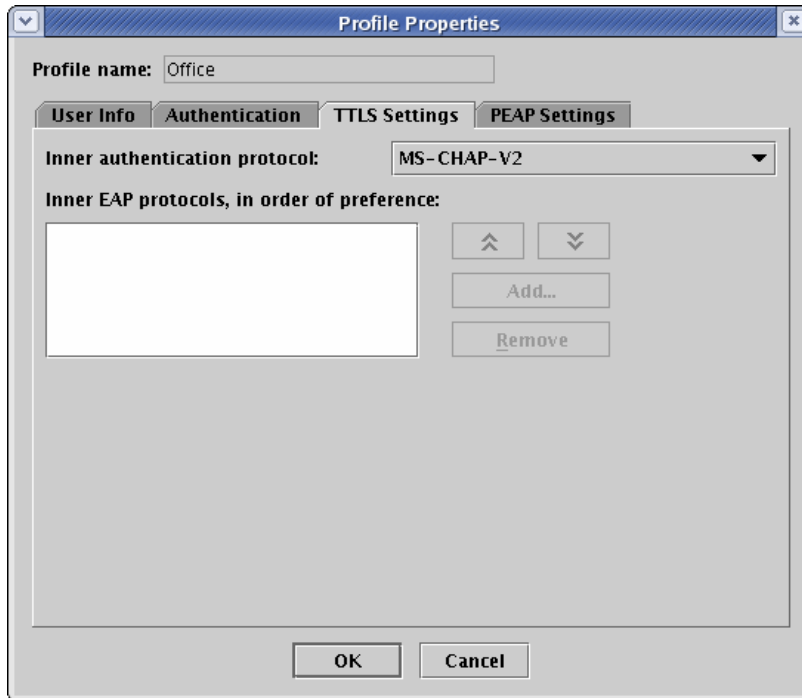 Profile Properties
Profile name: Office
User Info Authentication TTLS Settings PEAP Settings
Inner authentication protocol: MS-CHAP-V2
Inner EAP protocols, in order of preference:
Add...
Remove
OK Cancel